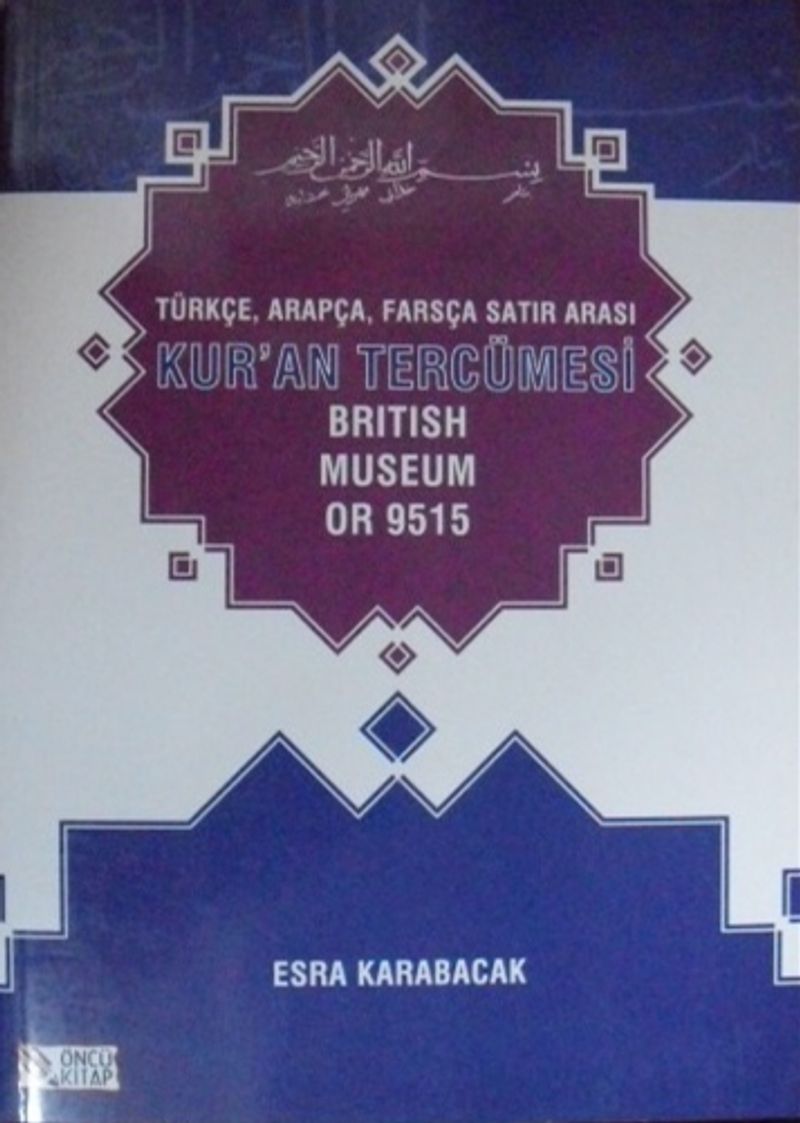 بسم الله الرحمن الرحيم
TÜRKÇE, ARAPÇA, FARSÇA SATIR ARASI
KUR'AN TERCÜMESİ
BRITISH
MUSEUM
OR 9515
ESRA KARABACAK
ÖNCÜ
KİTAP